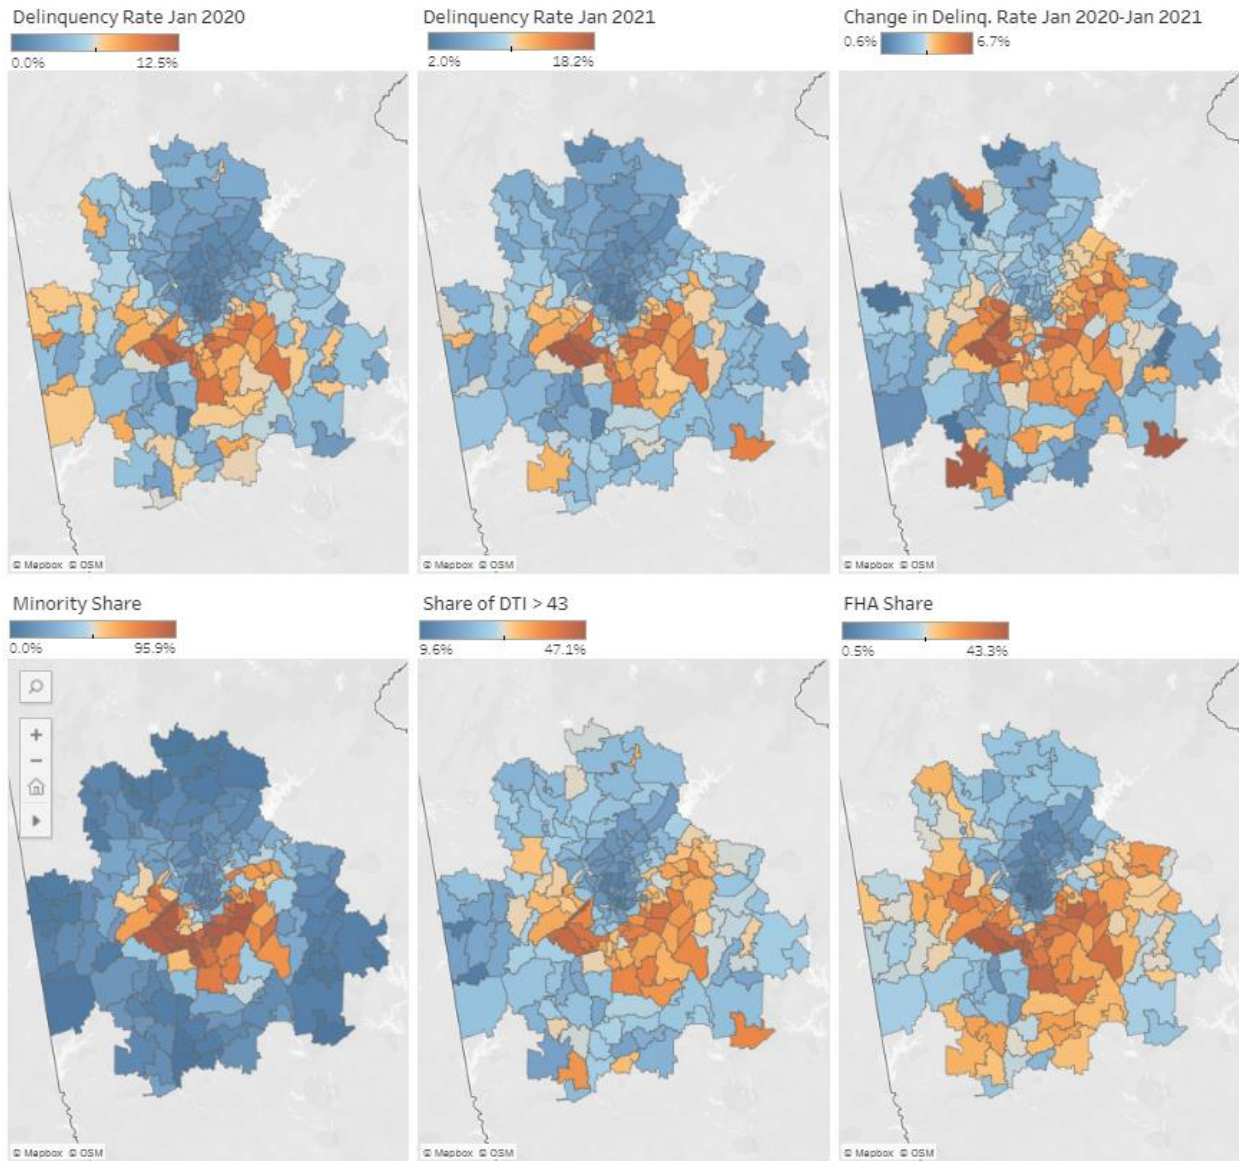 Delinquency Rate Jan 2020
0.0% 12.5%
Delinquency Rate Jan 2021
2.0% 18.2%
Change in Delinq. Rate Jan 2020-Jan 2021
0.6% 6.7%
© Mapbox © OSM
© Mapbox © OSM
© Mapbox © OSM
Minority Share
0.0% 95.9%
Share of DTI > 43
9.6% 47.1%
FHA Share
0.5% 43.3%
© Mapbox © OSM
© Mapbox © OSM
© Mapbox © OSM